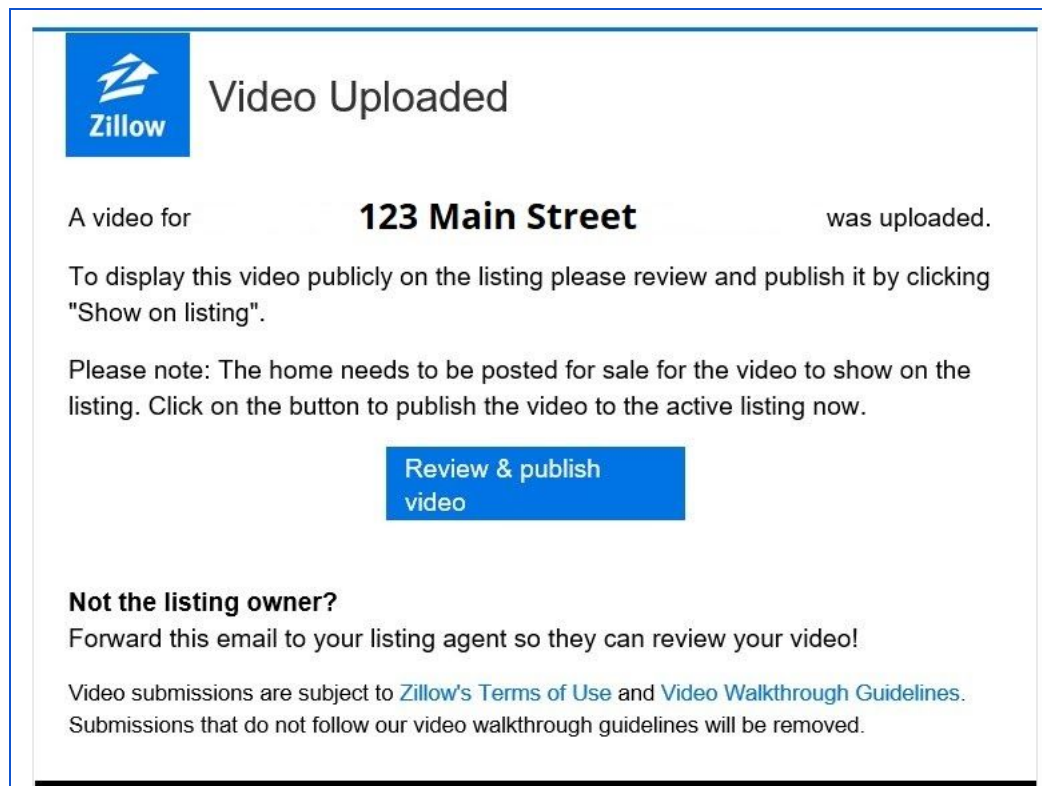 Zillow
Video Uploaded
A video for 123 Main Street was uploaded.
To display this video publicly on the listing please review and publish it by clicking
"Show on listing".
Please note: The home needs to be posted for sale for the video to show on the
listing. Click on the button to publish the video to the active listing now.
Review & publish
video
Not the listing owner?
Forward this email to your listing agent so they can review your video!
Video submissions are subject to Zillow's Terms of Use and Video Walkthrough Guidelines.
Submissions that do not follow our video walkthrough guidelines will be removed.